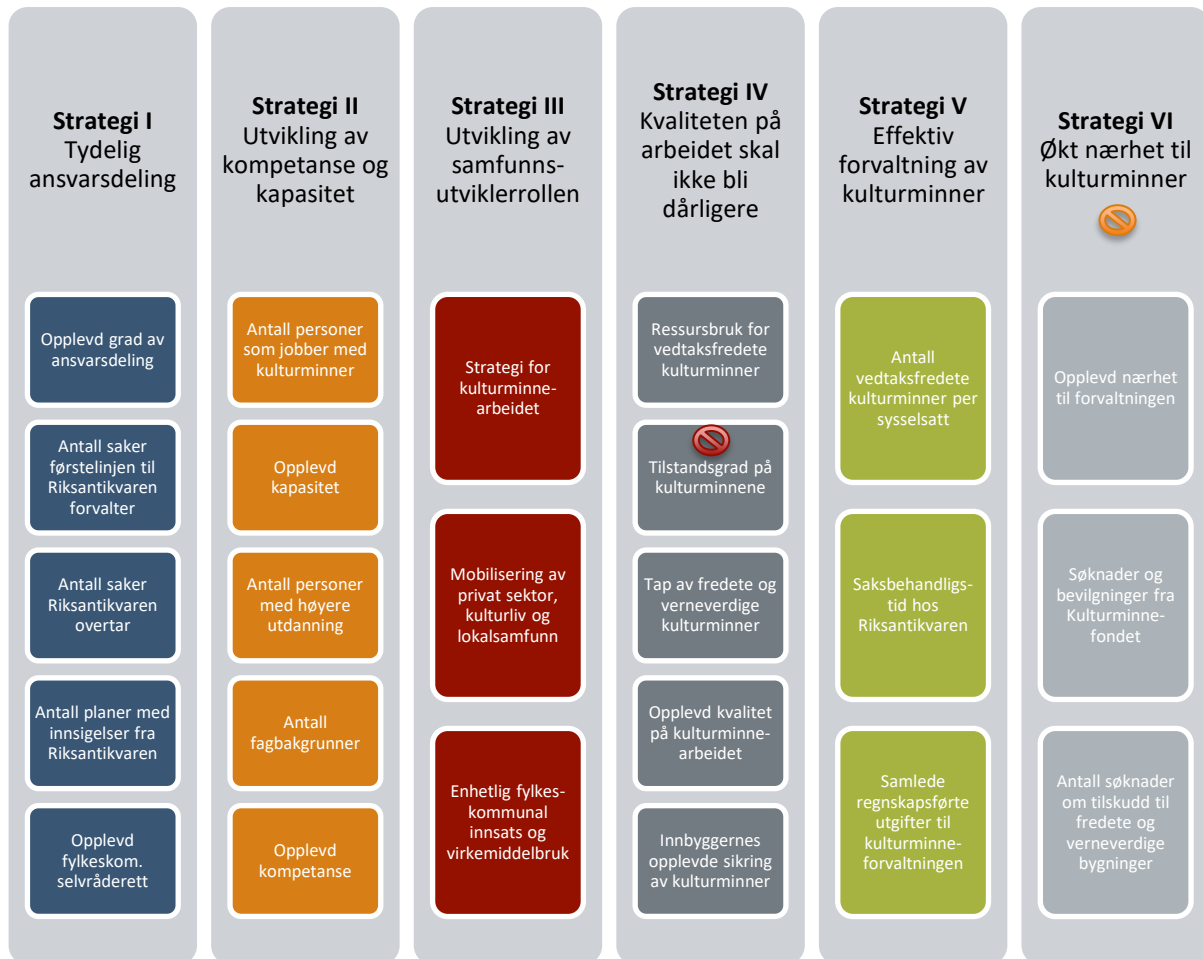 Strategi I
Tydelig
ansvarsdeling
Opplevd grad av
ansvarsdeling
Antall saker
førstelinjen til
Riksantikvaren
forvalter
Antall saker
Riksantikvaren
overtar
Antall planer med
innsigelser fra
Riksantikvaren
Opplevd
fylkeskom.
selvråderett
Strategi II
Utvikling av
kompetanse og
kapasitet
Antall personer
som jobber med
kulturminner
Opplevd
kapasitet
Antall personer
med høyere
utdanning
Antall
fagbakgrunner
Opplevd
kompetanse
Strategi III
Utvikling av
samfunns-
utviklerrollen
Strategi for
kulturminne-
arbeidet
Mobilisering av
privat sektor,
kulturliv og
lokalsamfunn
Enhetlig fylkes-
kommunal
innsats og
virkemiddelbruk
Strategi IV
Kvaliteten på
arbeidet skal
ikke bli
dårligere
Ressursbruk for
vedtaksfredete
kulturminner
Tilstandsgrad på
kulturminnene
Tap av fredete og
verneverdige
kulturminner
Opplevd kvalitet
på kulturminne-
arbeidet
Innbyggernes
opplevde sikring
av kulturminner
Strategi V
Effektiv
forvaltning av
kulturminner
Antall
vedtaksfredete
kulturminner per
sysselsatt
Saksbehandligs-
tid hos
Riksantikvaren
Samlede
regnskapsførte
utgifter til
kulturminne-
forvaltningen
Strategi VI
Økt nærhet til
kulturminner
Opplevd nærhet
til forvaltningen
Søknader og
bevilgninger fra
Kulturminne-
fondet
Antall søknader
om tilskudd til
fredete og
verneverdige
bygninger